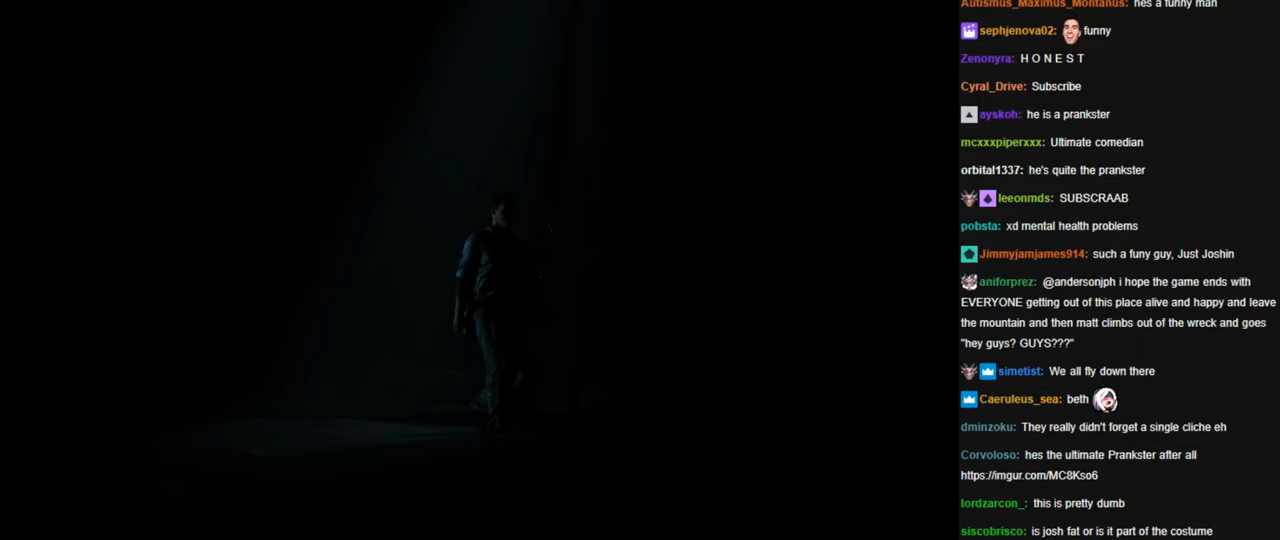 Autismus_Maximus_Montanus: hes a funny man
sephjenova02: funny
Zenonyra: H O N E S T
Cyral_Drive: Subscribe
ayskoh: he is a prankster
mcxxxpiperxxx: Ultimate comedian
orbital1337: he's quite the prankster
leeonmds: SUBSCRAAB
pobsta: xd mental health problems
Jimmyjamjames914: such a funy guy, Just Joshin
aniforprez: @andersonjph i hope the game ends with
EVERYONE getting out of this place alive and happy and leave
the mountain and then matt climbs out of the wreck and goes
"hey guys? GUYS???"
simetist: We all fly down there
Caeruleus_sea: beth
dminzoku: They really didn't forget a single cliche eh
Corvoloso: hes the ultimate Prankster after all
https://imgur.com/MC8Kso6
lordzarcon_: this is pretty dumb
siscobrisco: is josh fat or is it part of the costume